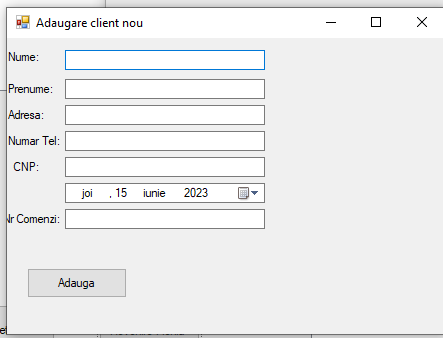 Adaugare client nou
Nume:
Prenume:
Adresa:
Numar Tel:
CNP:
joi , 15 iunie 2023
Nr Comenzi:
Adauga